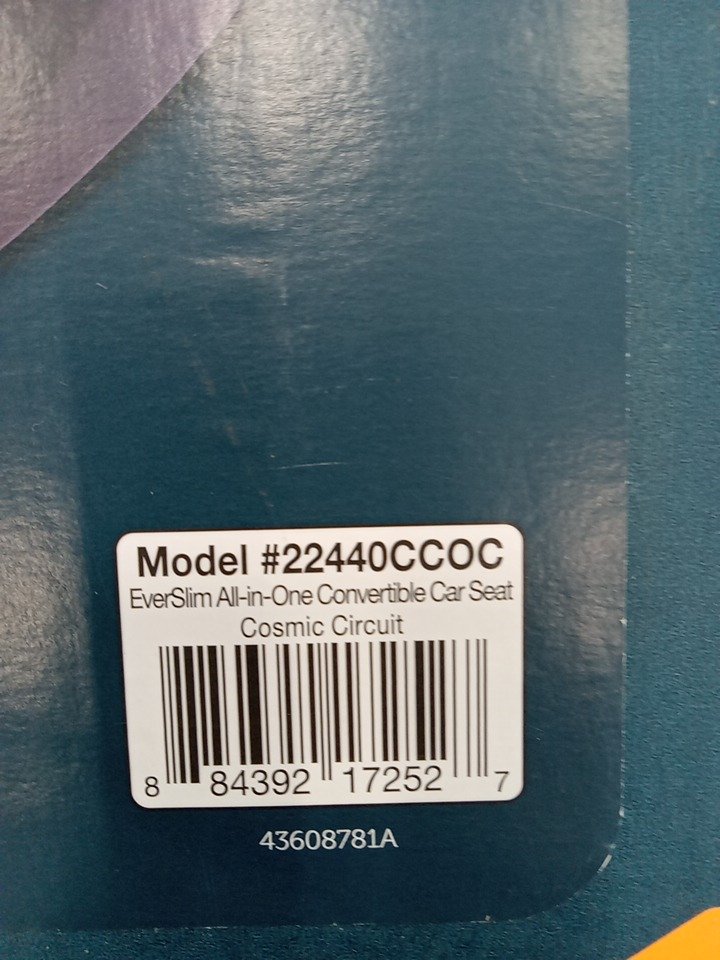 Model #22440CCOC
EverSlim All-in-One Convertible Car Seat
Cosmic Circuit
8 84392 17252 7
43608781A